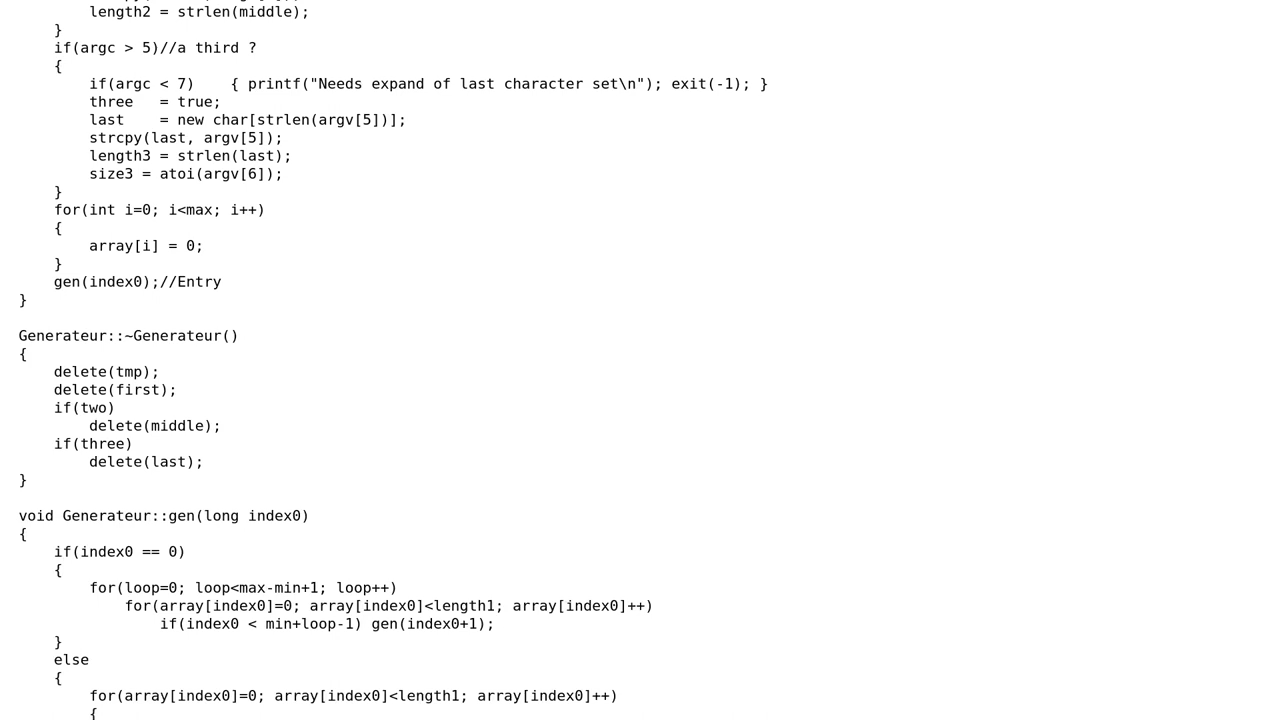 length2 = strlen(middle);
}
if(argc > 5)//a third ?
{
if(argc < 7)    { printf("Needs expand of last character set\n"); exit(-1); }
three   = true;
last    = new char[strlen(argv[5])];
strcpy(last, argv[5]);
length3 = strlen(last);
size3 = atoi(argv[6]);
}
for(int i=0; i<max; i++)
{
array[i] = 0;
}
gen(index0);//Entry
}
Generateur::~Generateur()
{
delete(tmp);
delete(first);
if(two)
delete(middle);
if(three)
delete(last);
}
void Generateur::gen(long index0)
{
if(index0 == 0)
{
for(loop=0; loop<max-min+1; loop++)
for(array[index0]=0; array[index0]<length1; array[index0]++)
if(index0 < min+loop-1) gen(index0+1);
}
else
{
for(array[index0]=0; array[index0]<length1; array[index0]++)
{